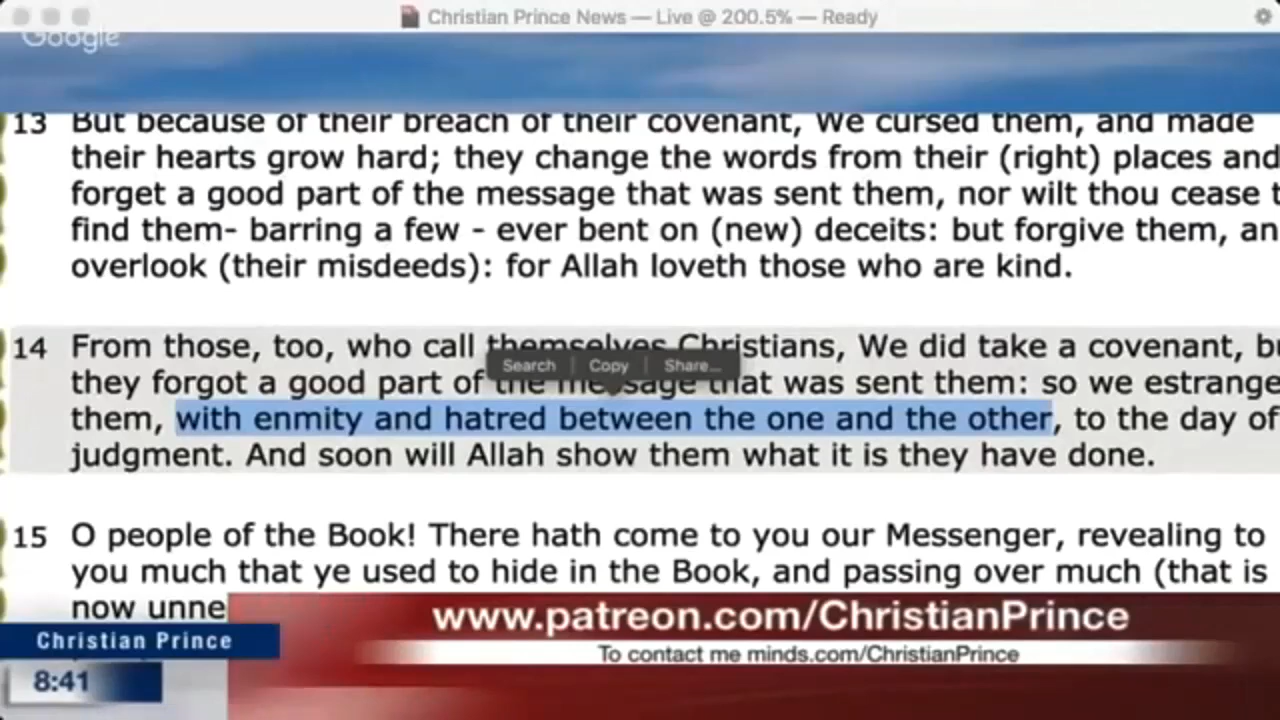 Christian Prince News — Live @ 200.5% — Ready
Google
13 But because of their breach of their covenant, We cursed them, and made
their hearts grow hard; they change the words from their (right) places and
forget a good part of the message that was sent them, nor wilt thou cease t
find them- barring a few - ever bent on (new) deceits: but forgive them, an
overlook (their misdeeds): for Allah loveth those who are kind.
14 From those, too, who call themselves Christians, We did take a covenant, bu
Search Copy Share...
they forgot a good part of the message that was sent them: so we estrange
them, with enmity and hatred between the one and the other, to the day of
judgment. And soon will Allah show them what it is they have done.
15 O people of the Book! There hath come to you our Messenger, revealing to
you much that ye used to hide in the Book, and passing over much (that is
now unne
www.patreon.com/ChristianPrince
Christian Prince
To contact me minds.com/ChristianPrince
8:41